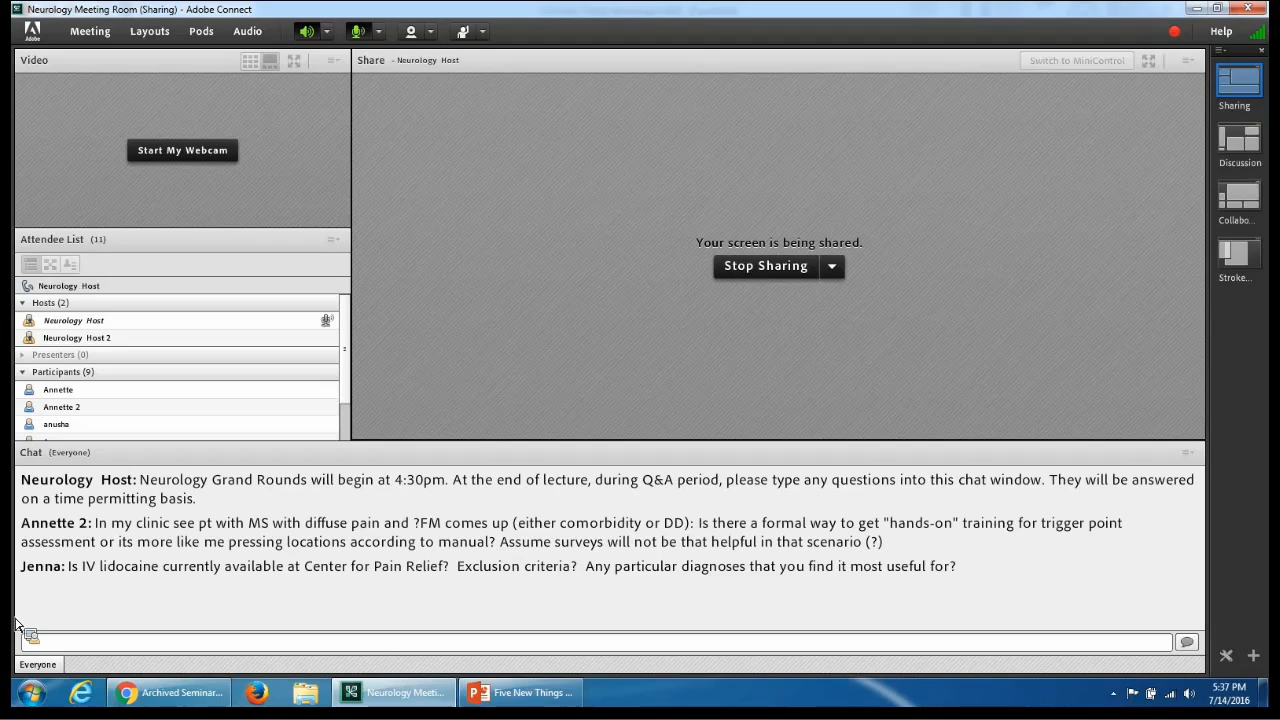 Neurology Meeting Room (Sharing) - Adobe Connect
Adobe
Meeting Layouts Pods Audio
Help
Video
Start My Webcam
Attendee List (11)
Neurology Host
Hosts (2)
Neurology Host
Neurology Host 2
Presenters (0)
Participants (9)
Annette
Annette 2
anusha
Share - Neurology Host
Switch to MiniControl
Your screen is being shared.
Stop Sharing
Sharing
Discussion
Collabo...
Stroke...
Chat (Everyone)
Neurology Host: Neurology Grand Rounds will begin at 4:30pm. At the end of lecture, during Q&A period, please type any questions into this chat window. They will be answered
on a time permitting basis.
Annette 2: In my clinic see pt with MS with diffuse pain and ?FM comes up (either comorbidity or DD): Is there a formal way to get "hands-on" training for trigger point
assessment or its more like me pressing locations according to manual? Assume surveys will not be that helpful in that scenario (?)
Jenna: Is IV lidocaine currently available at Center for Pain Relief? Exclusion criteria? Any particular diagnoses that you find it most useful for?
Everyone
Archived Seminar...
Neurology Meeti...
Five New Things ...
5:37 PM
7/14/2016